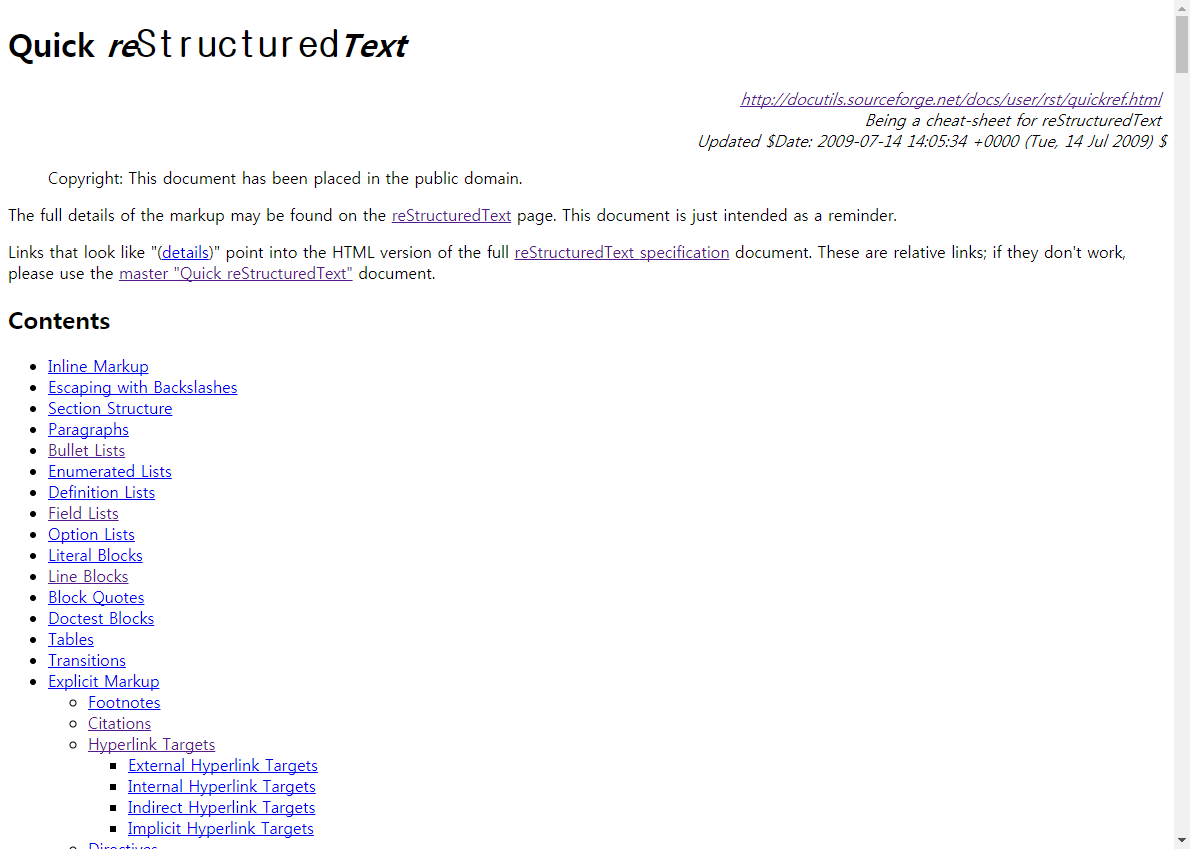 Quick reStructuredText
http://docutils.sourceforge.net/docs/user/rst/quickref.html
Being a cheat-sheet for reStructuredText
Updated $Date: 2009-07-14 14:05:34 +0000 (Tue, 14 Jul 2009) $
Copyright: This document has been placed in the public domain.
The full details of the markup may be found on the reStructuredText page. This document is just intended as a reminder.
Links that look like "(details)" point into the HTML version of the full reStructuredText specification document. These are relative links; if they don't work,
please use the master "Quick reStructuredText" document.
Contents
Inline Markup
Escaping with Backslashes
Section Structure
Paragraphs
Bullet Lists
Enumerated Lists
Definition Lists
Field Lists
Option Lists
Literal Blocks
Line Blocks
Block Quotes
Doctest Blocks
Tables
Transitions
Explicit Markup
Footnotes
Citations
Hyperlink Targets
External Hyperlink Targets
Internal Hyperlink Targets
Indirect Hyperlink Targets
Implicit Hyperlink Targets
Directives